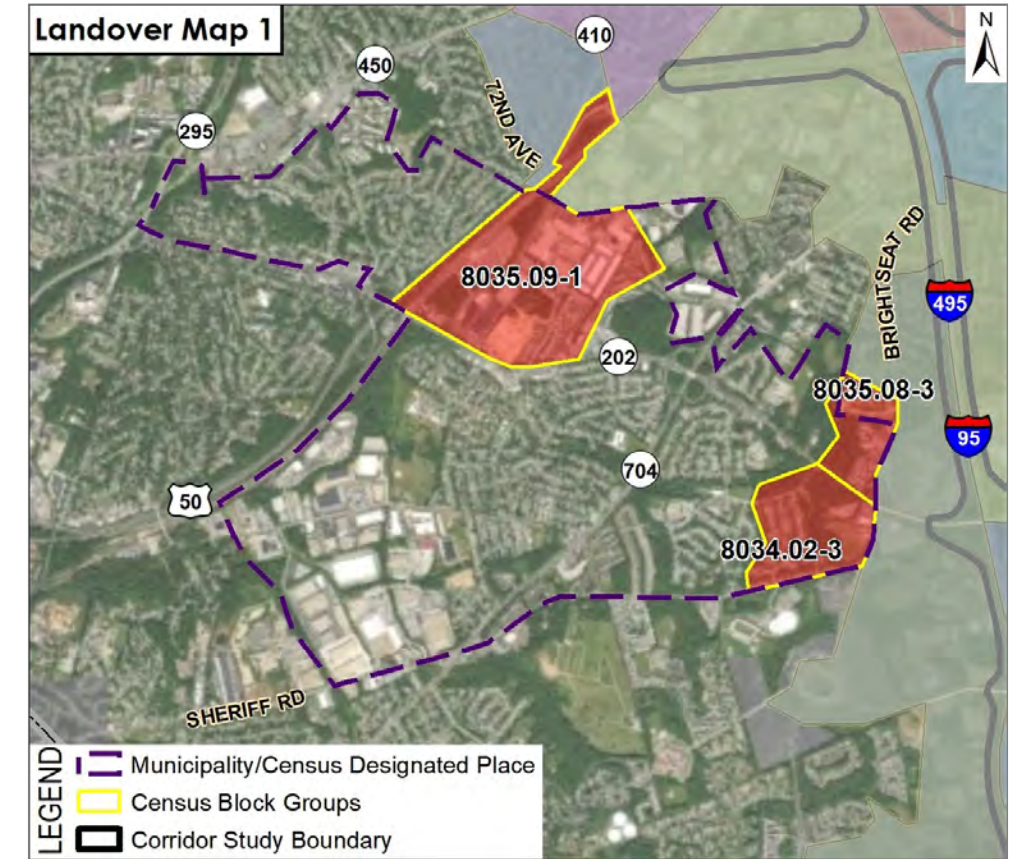 Landover Map 1
N
410
450
72ND AVE
295
BRIGHTSEAT RD
8035.09-1
495
202
8035.08-3
95
704
50
8034.02-3
SHERIFF RD
LEGEND
Municipality/Census Designated Place
Census Block Groups
Corridor Study Boundary